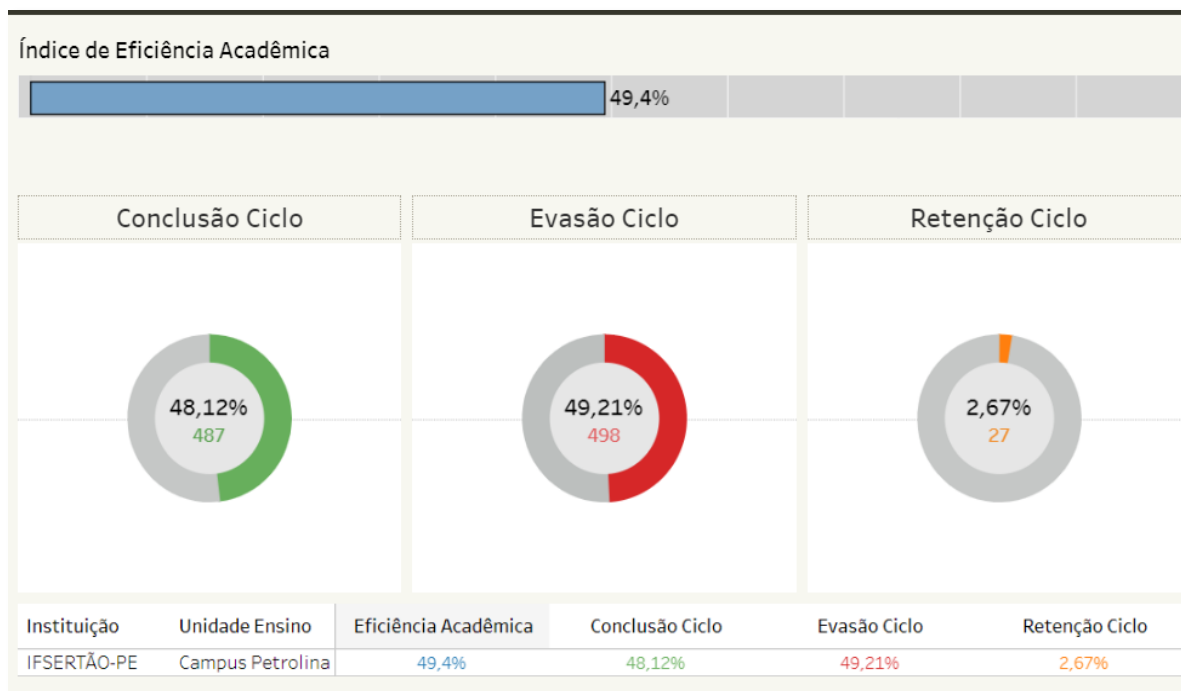 Índice de Eficiência Acadêmica
49,4%
Conclusão Ciclo
Evasão Ciclo
Retenção Ciclo
48,12%
487
49,21%
498
2,67%
27
Instituição Unidade Ensino Eficiência Acadêmica Conclusão Ciclo Evasão Ciclo Retenção Ciclo
IFSERTÃO-PE Campus Petrolina 49,4% 48,12% 49,21% 2,67%